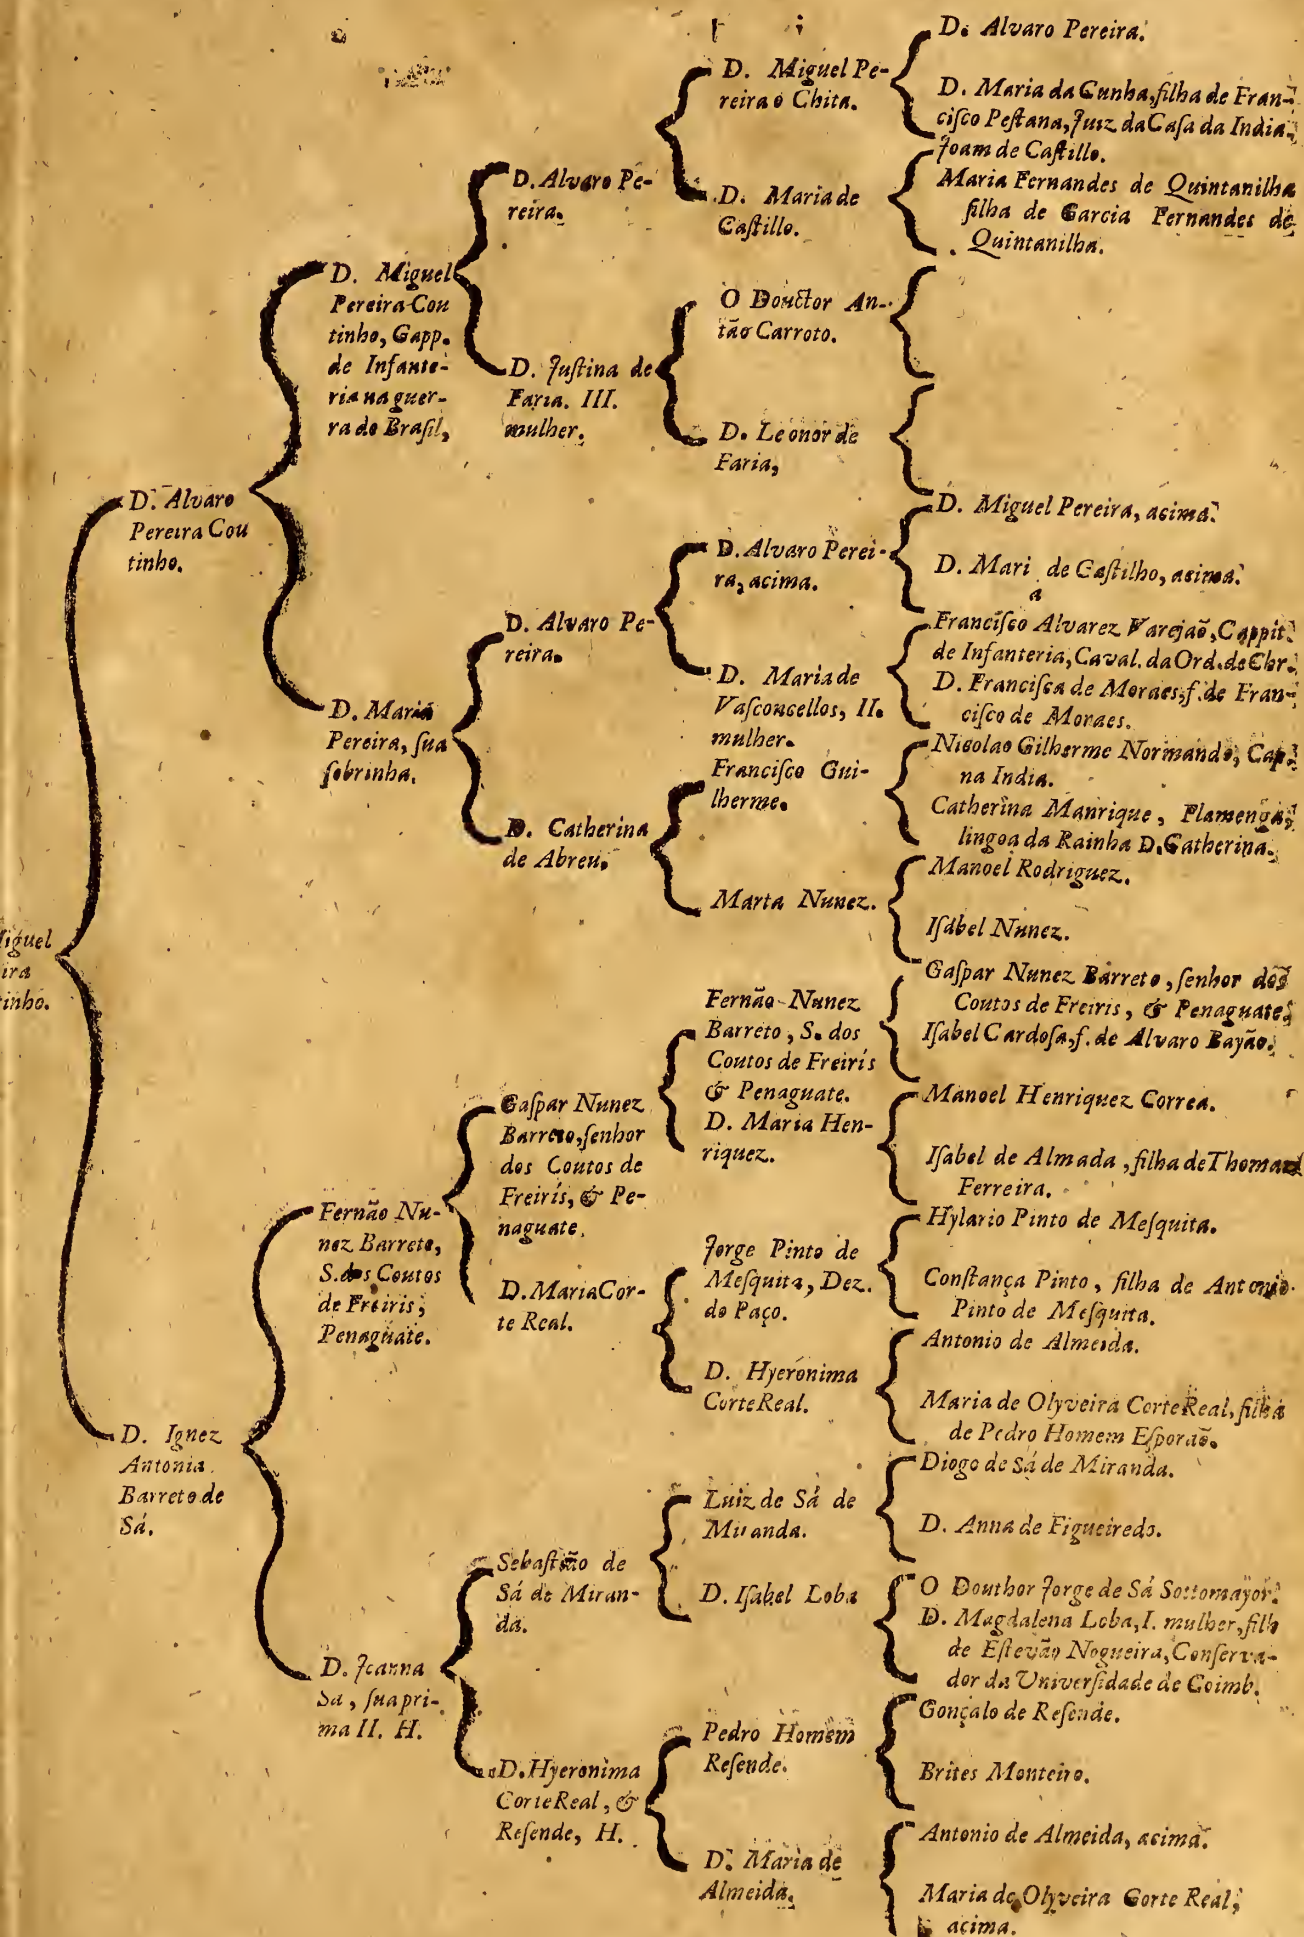 D. Alvaro Pereira.
D. Miguel Pe-
reira o Chita.
D. Maria da Cunha, filha de Fran-
ciſco Peſtana, Juiz da Caſa da India.
Joam de Caſtillo.
D. Alvaro Pe-
reira.
D. Maria de
Caſtillo.
Maria Fernandes de Quintanilha
filha de Garcia Fernandes de
Quintanilha.
D. Miguel
Pereira Cou
tinho, Capp.
de Infante-
ria na guer-
ra do Braſil,
O Douctor An-
tão Carroto.
D. Juſtina de
Faria. III.
mulher.
D. Leonor de
Faria,
D. Alvaro
Pereira Cou
tinho.
D. Miguel Pereira, acima.
D. Alvaro Perei-
ra, acima.
D. Mari de Caſtilho, acima.
a
D. Alvaro Pe-
reira.
Franciſco Alvarez Varejaõ, Cappit.
de Infanteria, Caval. da Ord. de Chr.
D. Maria de
Vaſconcellos, II.
mulher.
D. Franciſca de Moraes, f. de Fran-
ciſco de Moraes.
D. Maria
Pereira, ſua
ſobrinha.
Franciſco Gui-
lherme.
Nicolao Gilherme Normando, Cap.
na India.
D. Catherina
de Abreu.
Catherina Manrique, Flamenga,
lingoa da Rainha D. Catherina.
Marta Nunez.
Manoel Rodriguez.
Iſabel Nunez.
iguel
ira
tinho.
Fernão Nunez
Barreto, S. dos
Coutos de Freirís
& Penaguate.
Gaſpar Nunez Barreto, ſenhor dos
Coutos de Freiris, & Penaguate.
Iſabel Cardoſa, f. de Alvaro Bayão.
Gaſpar Nunez
Barreto, ſenhor
dos Coutos de
Freirís, & Pe-
naguate.
D. Maria Hen-
riquez.
Manoel Henriquez Correa.
Iſabel de Almada, filha de Thomas
Ferreira.
Fernão Nu-
nez Barreto,
S. dos Coutos
de Freiris,
Penaguate.
Jorge Pinto de
Meſquita, Dez.
do Paço.
Hylario Pinto de Meſquita.
Conſtança Pinto, filha de Antonio
Pinto de Meſquita.
D. Maria Cor-
te Real.
D. Hyeronima
Corte Real.
Antonio de Almeida.
Maria de Olyveira Corte Real, filha
de Pedro Homem Eſporaõ.
D. Ignez
Antonia
Barreto de
Sá.
Luiz de Sá de
Miranda.
Diogo de Sá de Miranda.
D. Anna de Figueiredo.
Sebaſtião de
Sá de Miran-
da.
D. Iſabel Loba
O Douthor Jorge de Sá Sottomayor.
D. Magdalena Loba, I. mulher, filh
de Eſtevão Nogueira, Conſerva-
dor da Univerſidade de Coimb.
D. Joanna
Sa, ſua pri-
ma II. H.
Pedro Homem
Reſende.
Gonçalo de Reſende.
Brites Monteiro.
D. Hyeronima
Corte Real, &
Reſende, H.
D. Maria de
Almeida.
Antonio de Almeida, acima.
Maria de Olyveira Corte Real,
acima.